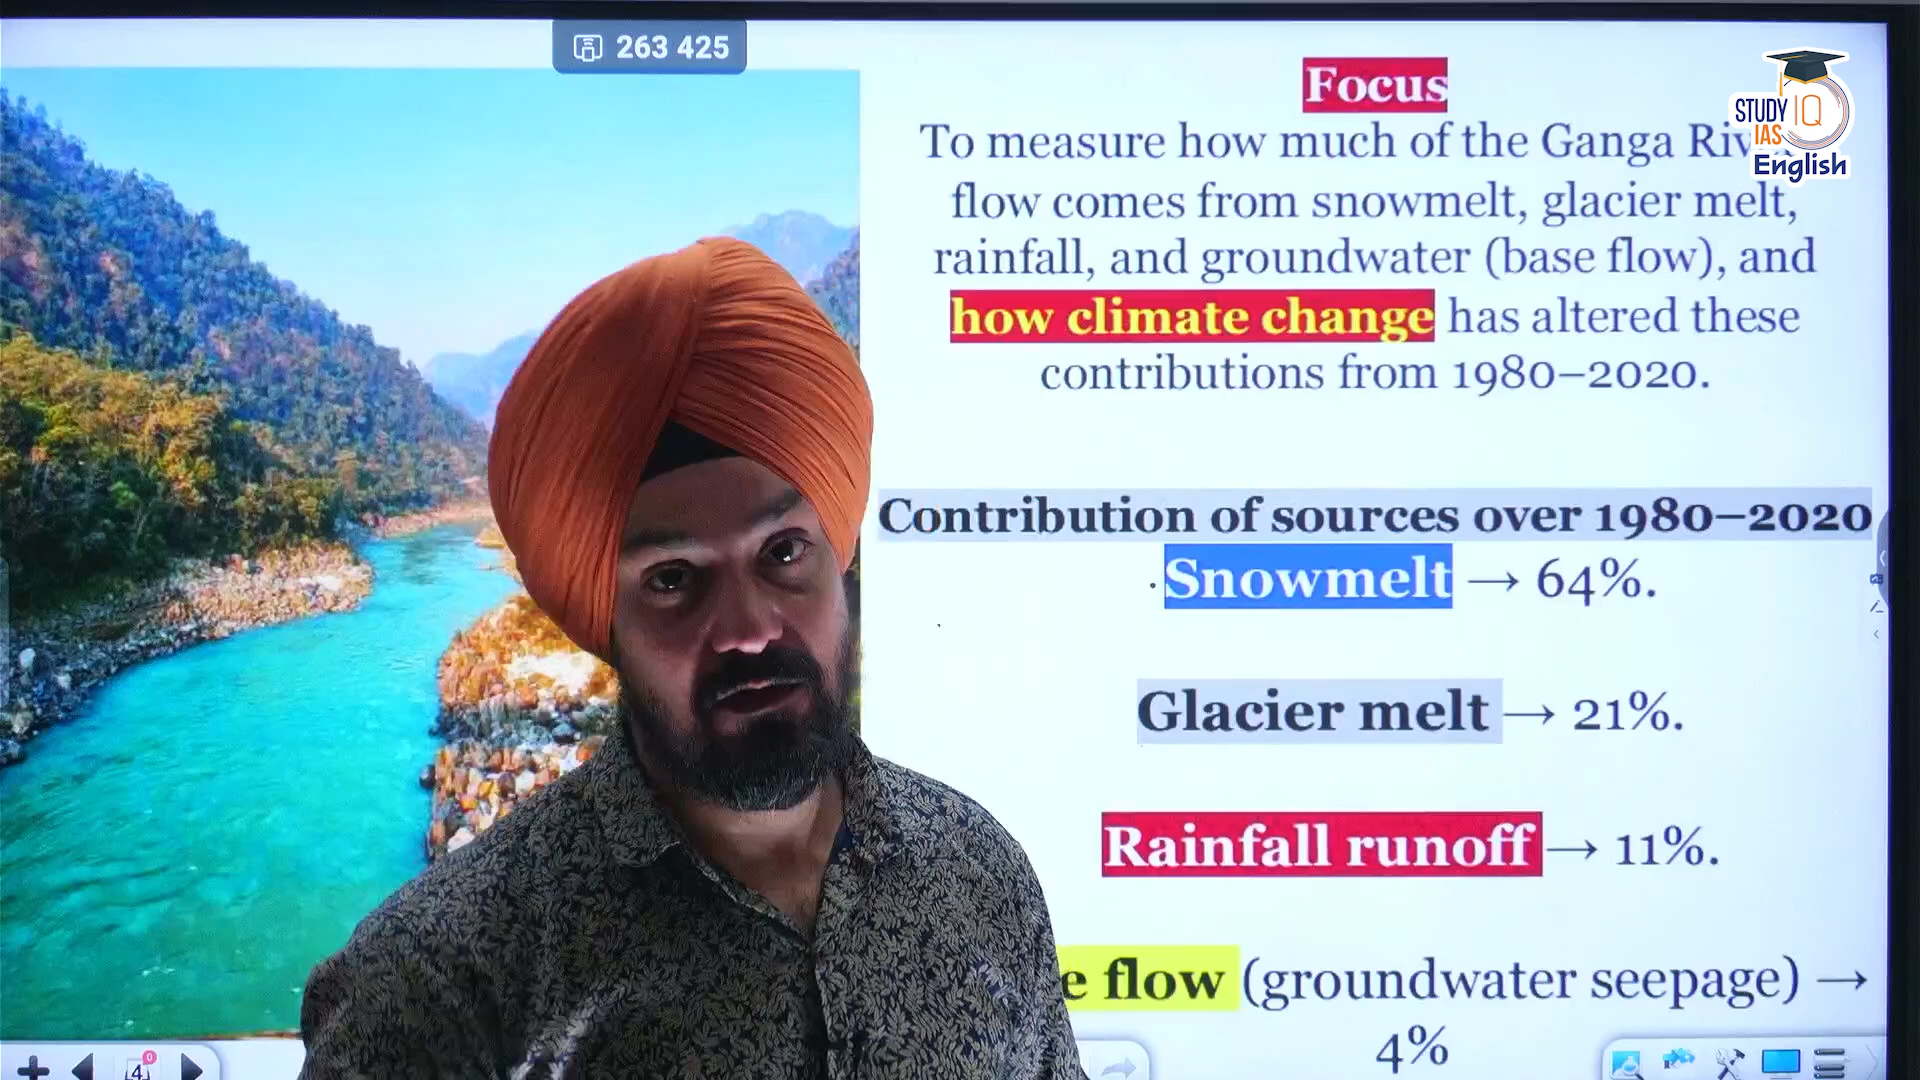 263 425
STUDY IQ
IAS
English
Focus
To measure how much of the Ganga
flow comes from snowmelt, glacier melt,
rainfall, and groundwater (base flow), and
how climate change has altered these
contributions from 1980–2020.
Contribution of sources over 1980–2020
Snowmelt → 64%.
Glacier melt → 21%.
Rainfall runoff → 11%.
flow (groundwater seepage) →
4%
4
0